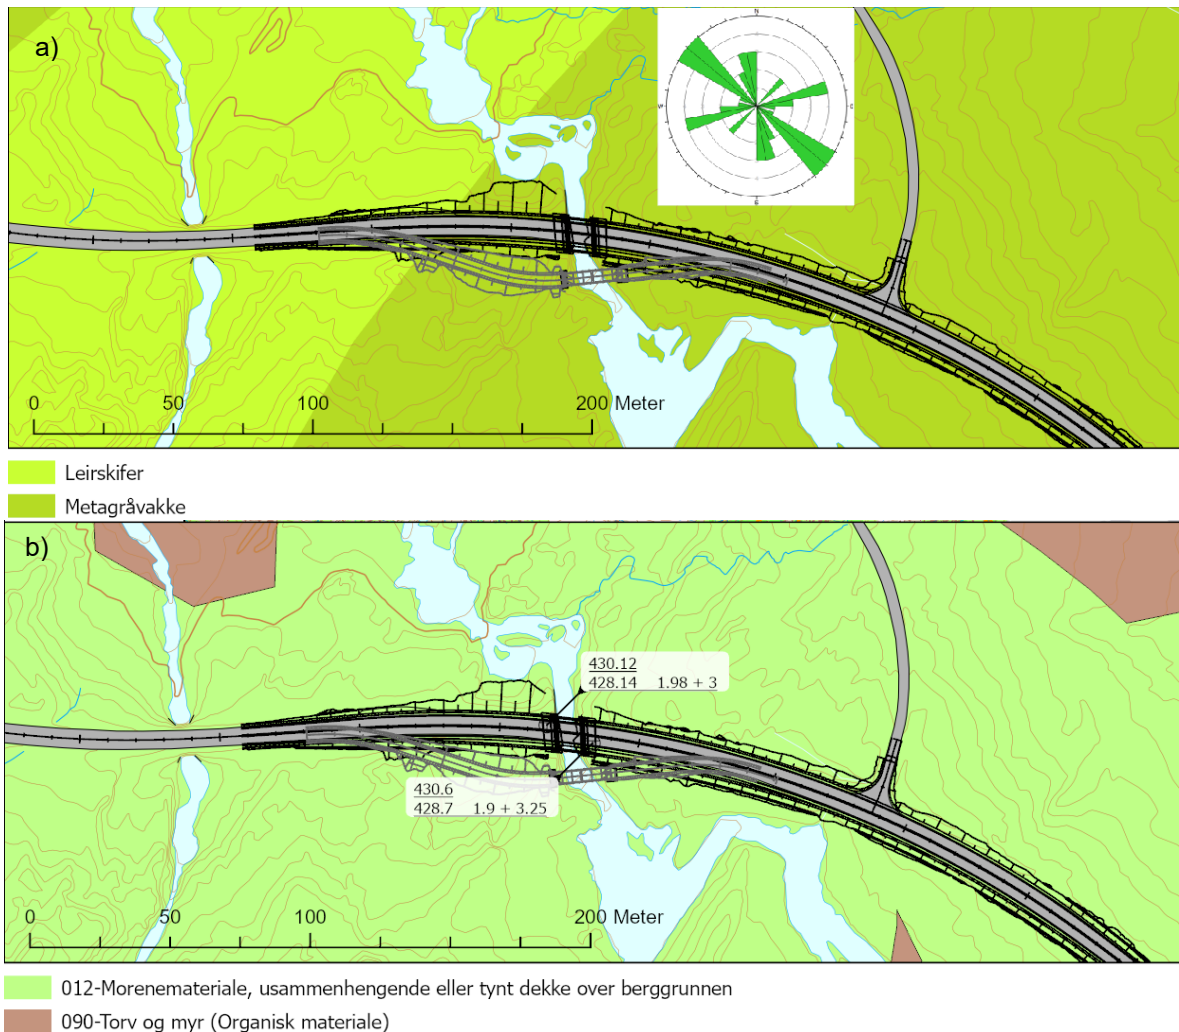 a)
N
0 50 100 200 Meter
Leirskifer
Metagråvakke
b)
430.12
428.14 1.98 + 3
430.6
428.7 1.9 + 3.25
0 50 100 200 Meter
012-Morenemateriale, usammenhengende eller tynt dekke over berggrunnen
090-Torv og myr (Organisk materiale)